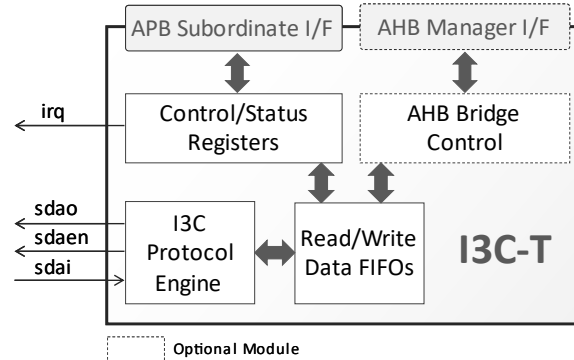 APB Subordinate I/F
AHB Manager I/F
irq
Control/Status
Registers
AHB Bridge
Control
sdao
sdaen
sdai
I3C
Protocol
Engine
Read/Write
Data FIFOs
I3C-T
Optional Module